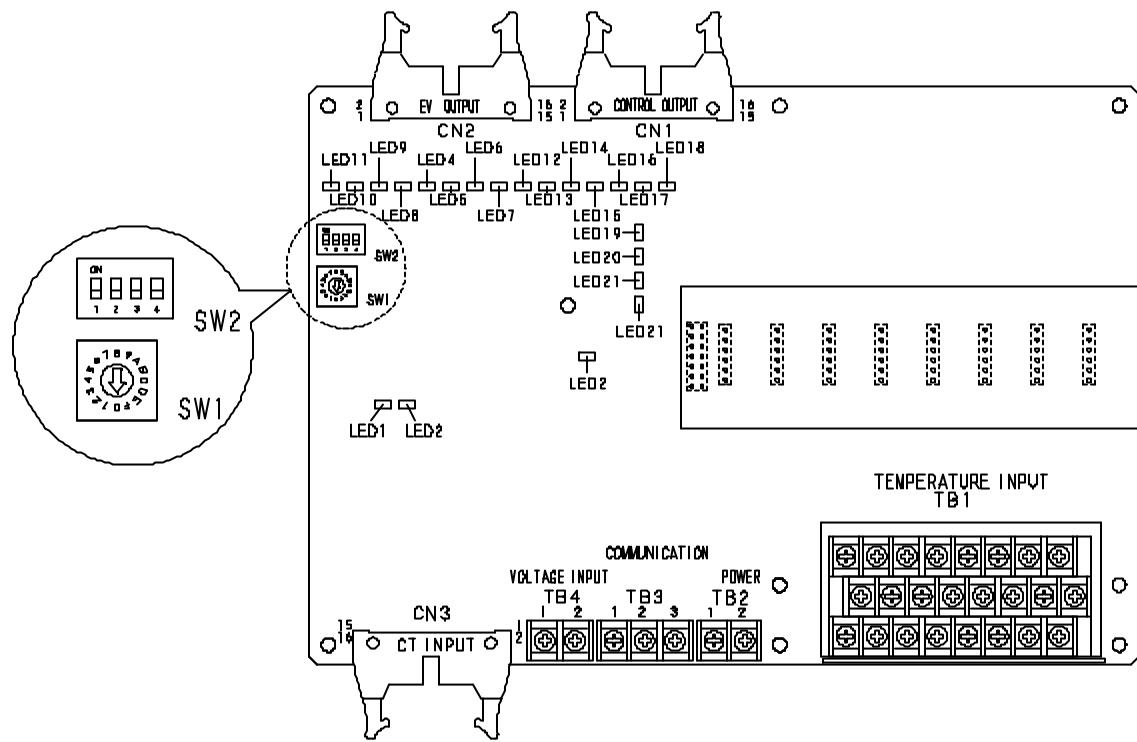 2 EV OUTPUT 16
1 15
CN2
2 CONTROL OUTPUT 16
1 15
CN1
LED11 LED9 LED4 LED6 LED12 LED14 LED16 LED18
LED10 LED8 LED5 LED7 LED13 LED15 LED17
LED19
LED20
LED21
LED21
LED2
SW2
SW1
ON
1 2 3 4
SW2
SW1
LED1 LED2
TEMPERATURE INPUT
TB1
COMMUNICATION
VOLTAGE INPUT POWER
TB4 TB3 TB2
1 2 1 2 3 1 2
CN3
15 1
16 CT INPUT 2